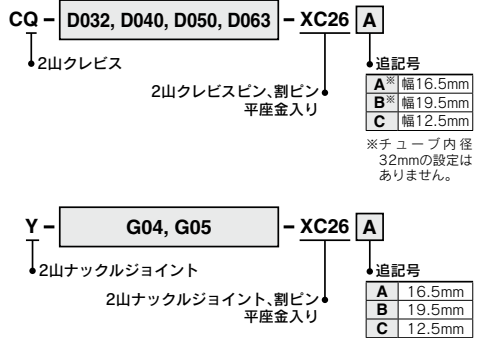 CQ − D032, D040, D050, D063 − XC26 A
2山クレビス
2山クレビスピン、割ピン
平座金入り
追記号
A※ 幅16.5mm
B※ 幅19.5mm
C 幅12.5mm
※チューブ内径
32mmの設定は
ありません。
Y − G04, G05 − XC26 A
2山ナックルジョイント
2山ナックルジョイント、割ピン
平座金入り
追記号
A 16.5mm
B 19.5mm
C 12.5mm